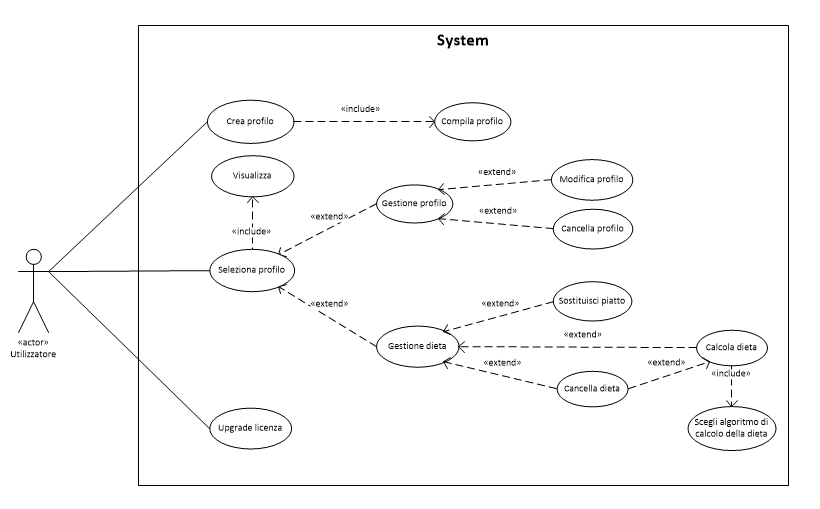 System
Crea profilo
«include»
Compila profilo
Visualizza
«include»
Seleziona profilo
«extend»
Gestione profilo
«extend»
Modifica profilo
«extend»
Cancella profilo
«extend»
Gestione dieta
«extend»
Sostituisci piatto
«extend»
Calcola dieta
«extend»
Cancella dieta
«extend»
«include»
Scegli algoritmo di
calcolo della dieta
«actor»
Utilizzatore
Upgrade licenza